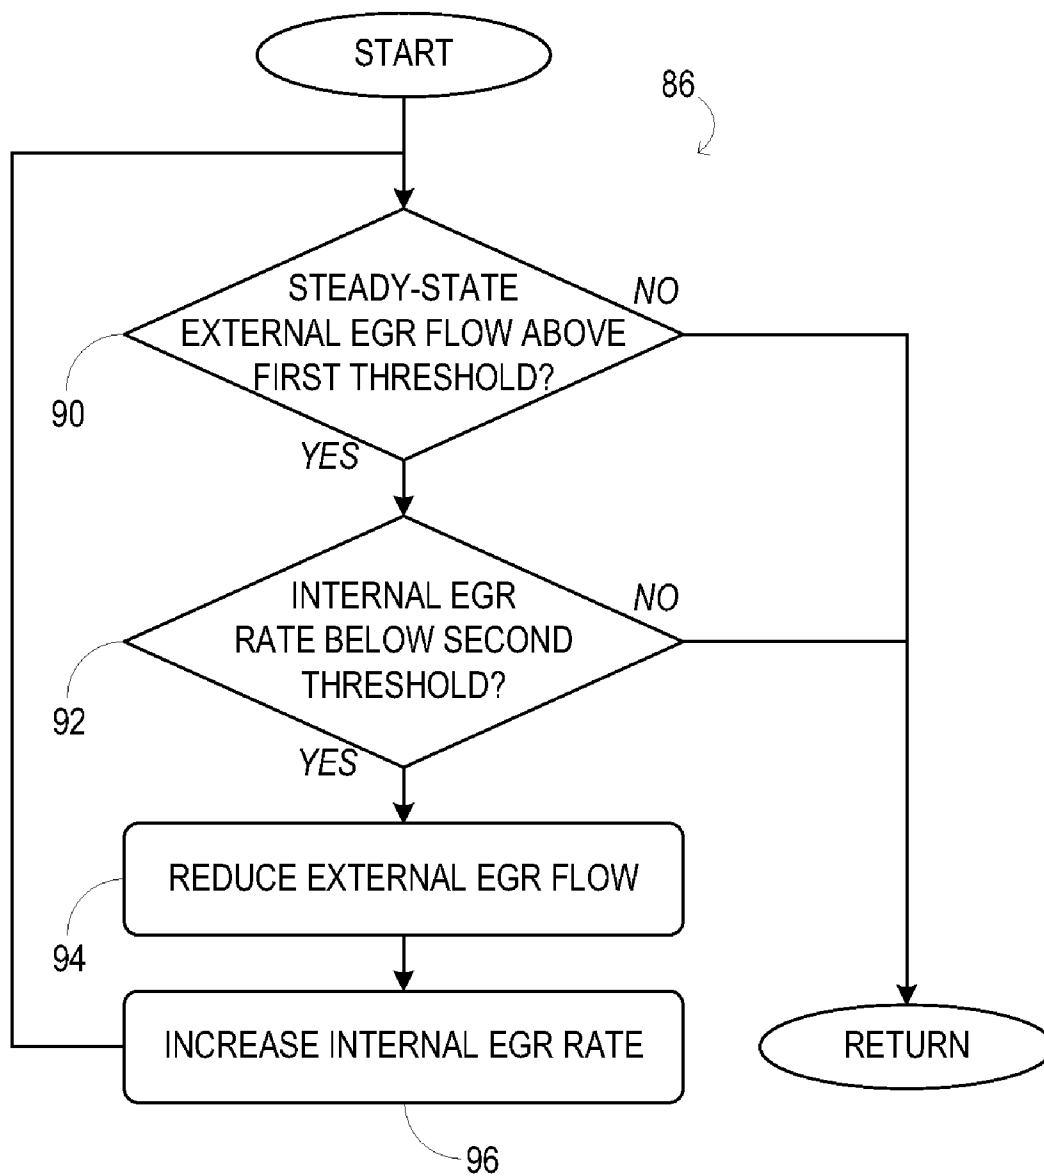 START
86
STEADY-STATE
EXTERNAL EGR FLOW ABOVE
FIRST THRESHOLD?
NO
90
YES
INTERNAL EGR
RATE BELOW SECOND
THRESHOLD?
NO
92
YES
REDUCE EXTERNAL EGR FLOW
94
INCREASE INTERNAL EGR RATE
RETURN
96